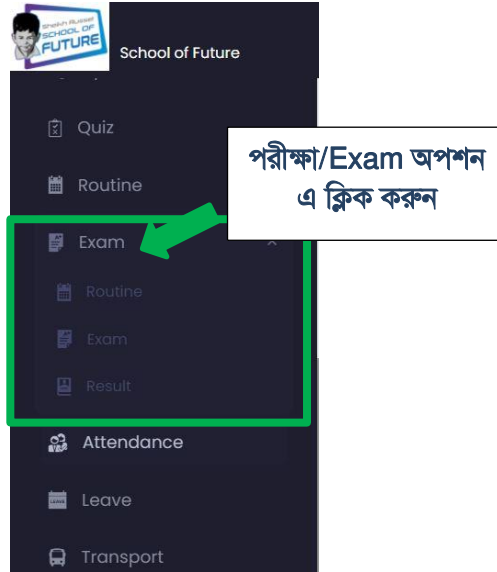 Sheikh Russel
SCHOOL OF
FUTURE
School of Future
Quiz
পরীক্ষা/Exam অপশন
এ ক্লিক করুন
Routine
Exam
Routine
Exam
Result
Attendance
Leave
Transport